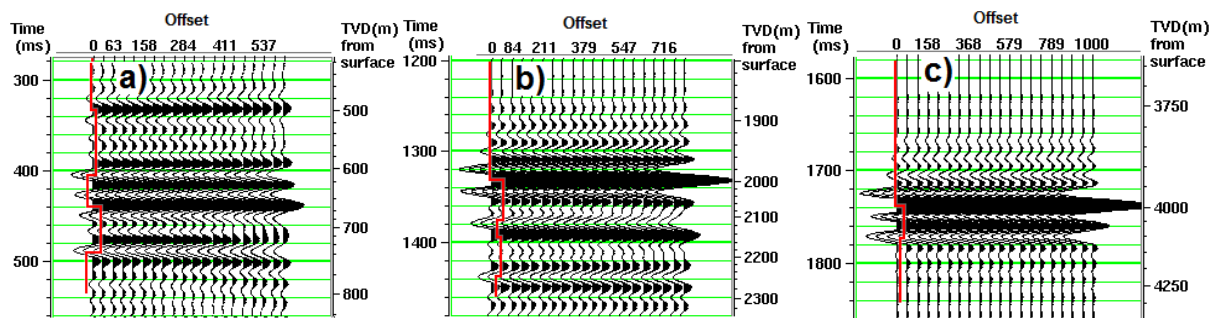 Offset
Time (ms)
0 63 158 284 411 537
TVD(m) from surface
a)
300
400
500
500
600
700
800
Offset
Time (ms)
0 84 211 379 547 716
TVD(m) from surface
b)
1200
1300
1400
1900
2000
2100
2200
2300
Offset
Time (ms)
0 158 368 579 789 1000
TVD(m) from surface
c)
1600
1700
1800
3750
4000
4250